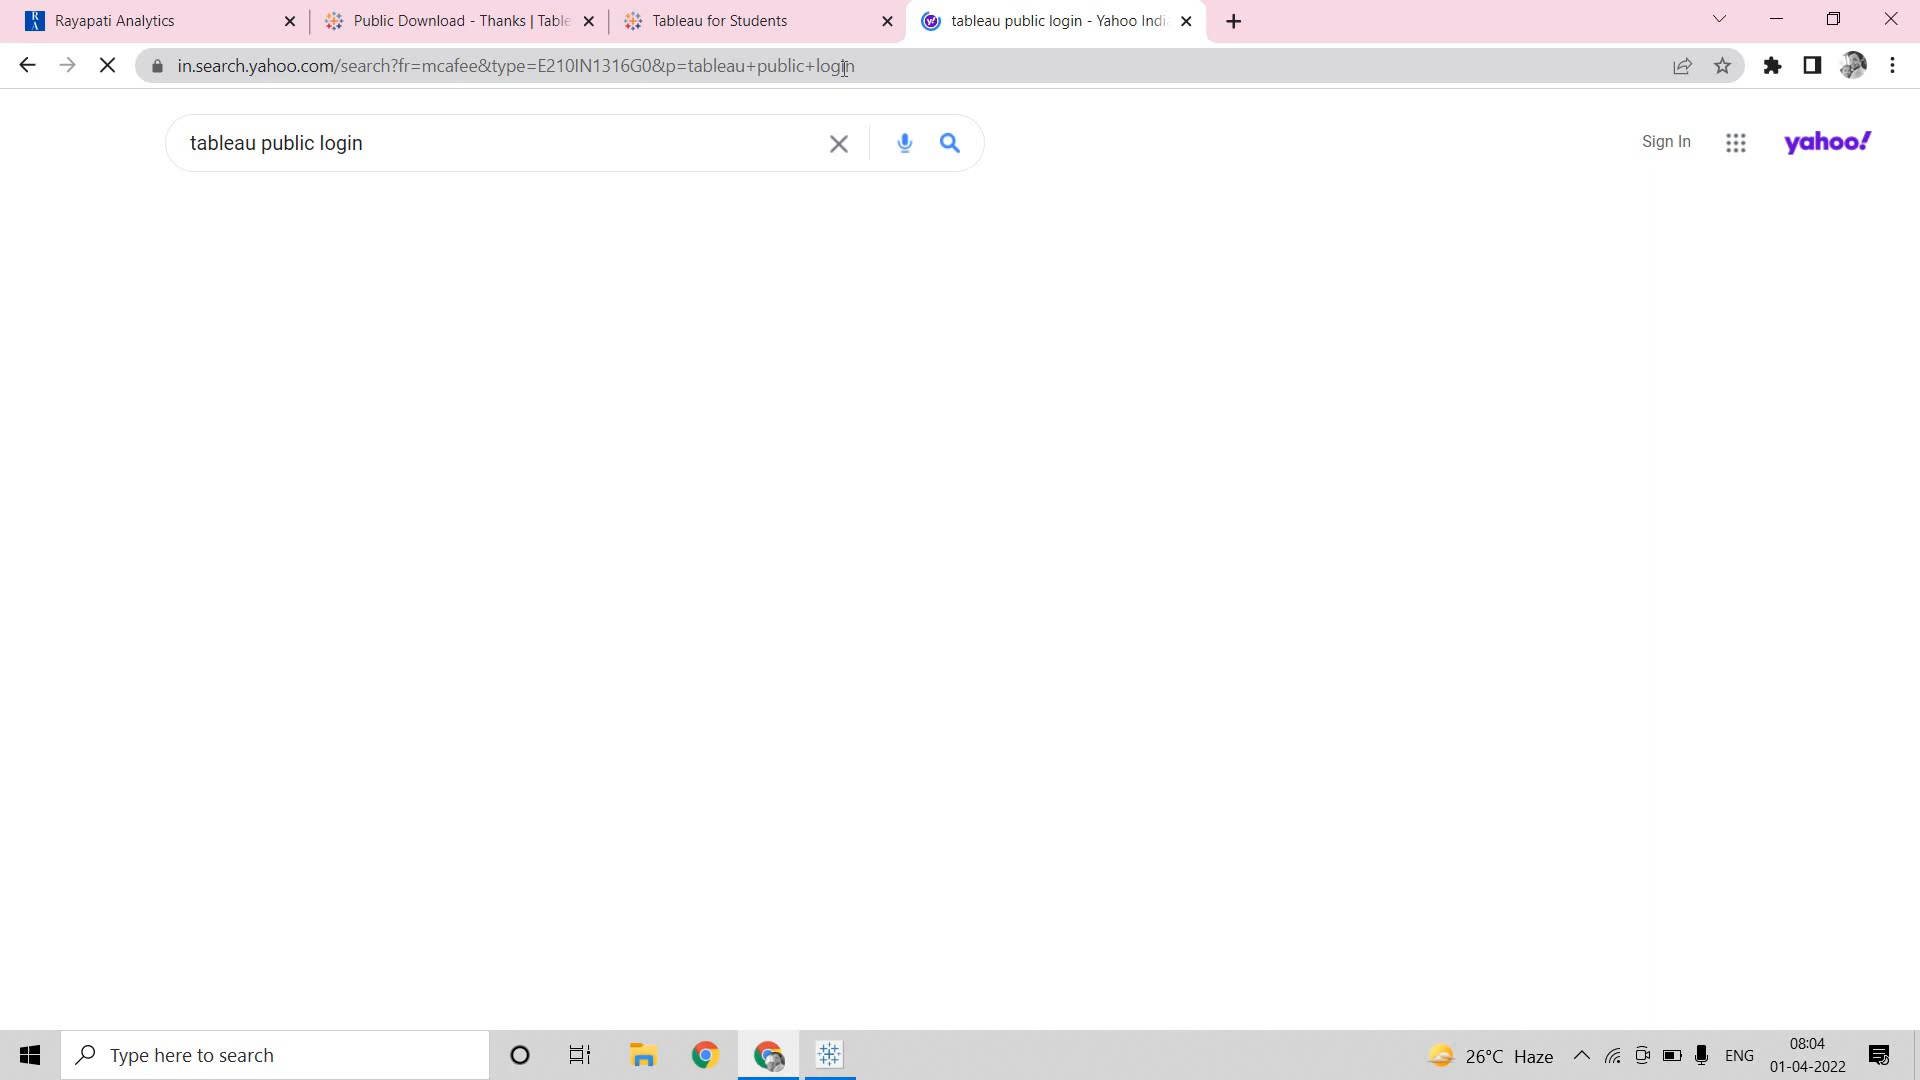 Rayapati Analytics
Public Download - Thanks | Table
Tableau for Students
tableau public login - Yahoo Indi
in.search.yahoo.com/search?fr=mcafee&type=E210IN1316G0&p=tableau+public+login
tableau public login
Sign In
yahoo!
Type here to search
26°C Haze
ENG
08:04
01-04-2022